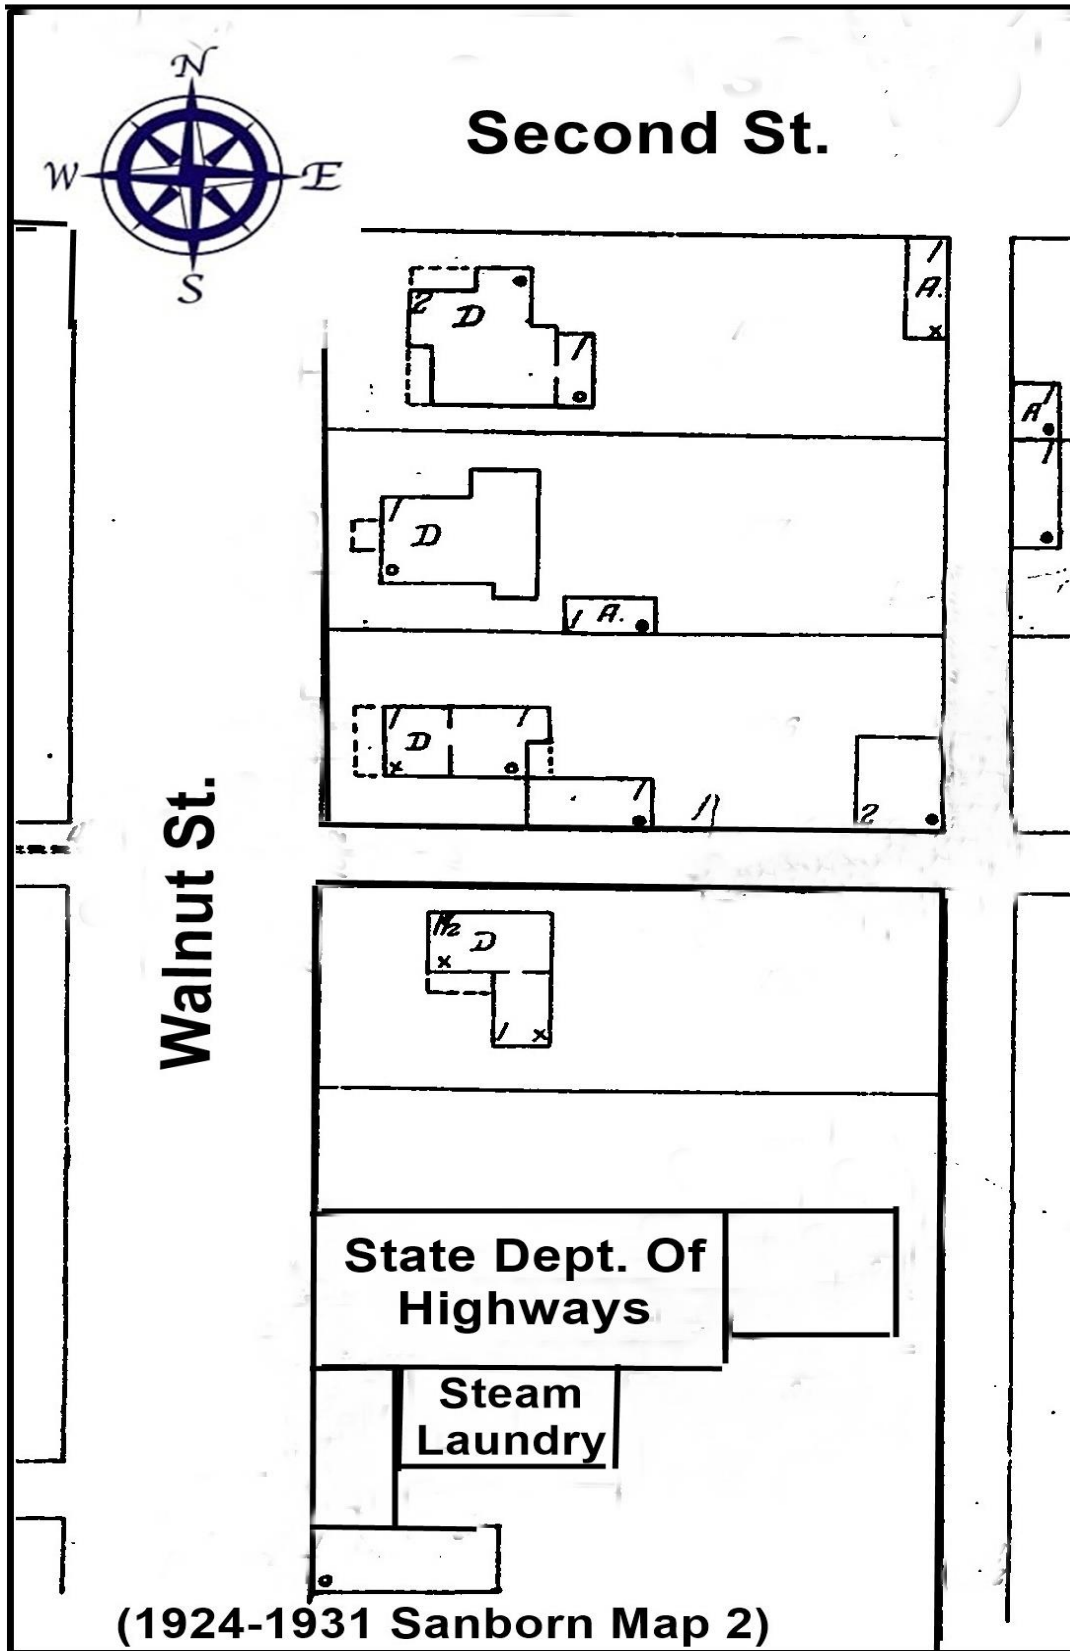 N
Second St.
W E
S
1
A.
x
2 D
1
A 1
1
1
D
1 A.
1 1
D
x
1
2
Walnut St.
1½ D
x
1 x
State Dept. Of
Highways
Steam
Laundry
(1924-1931 Sanborn Map 2)